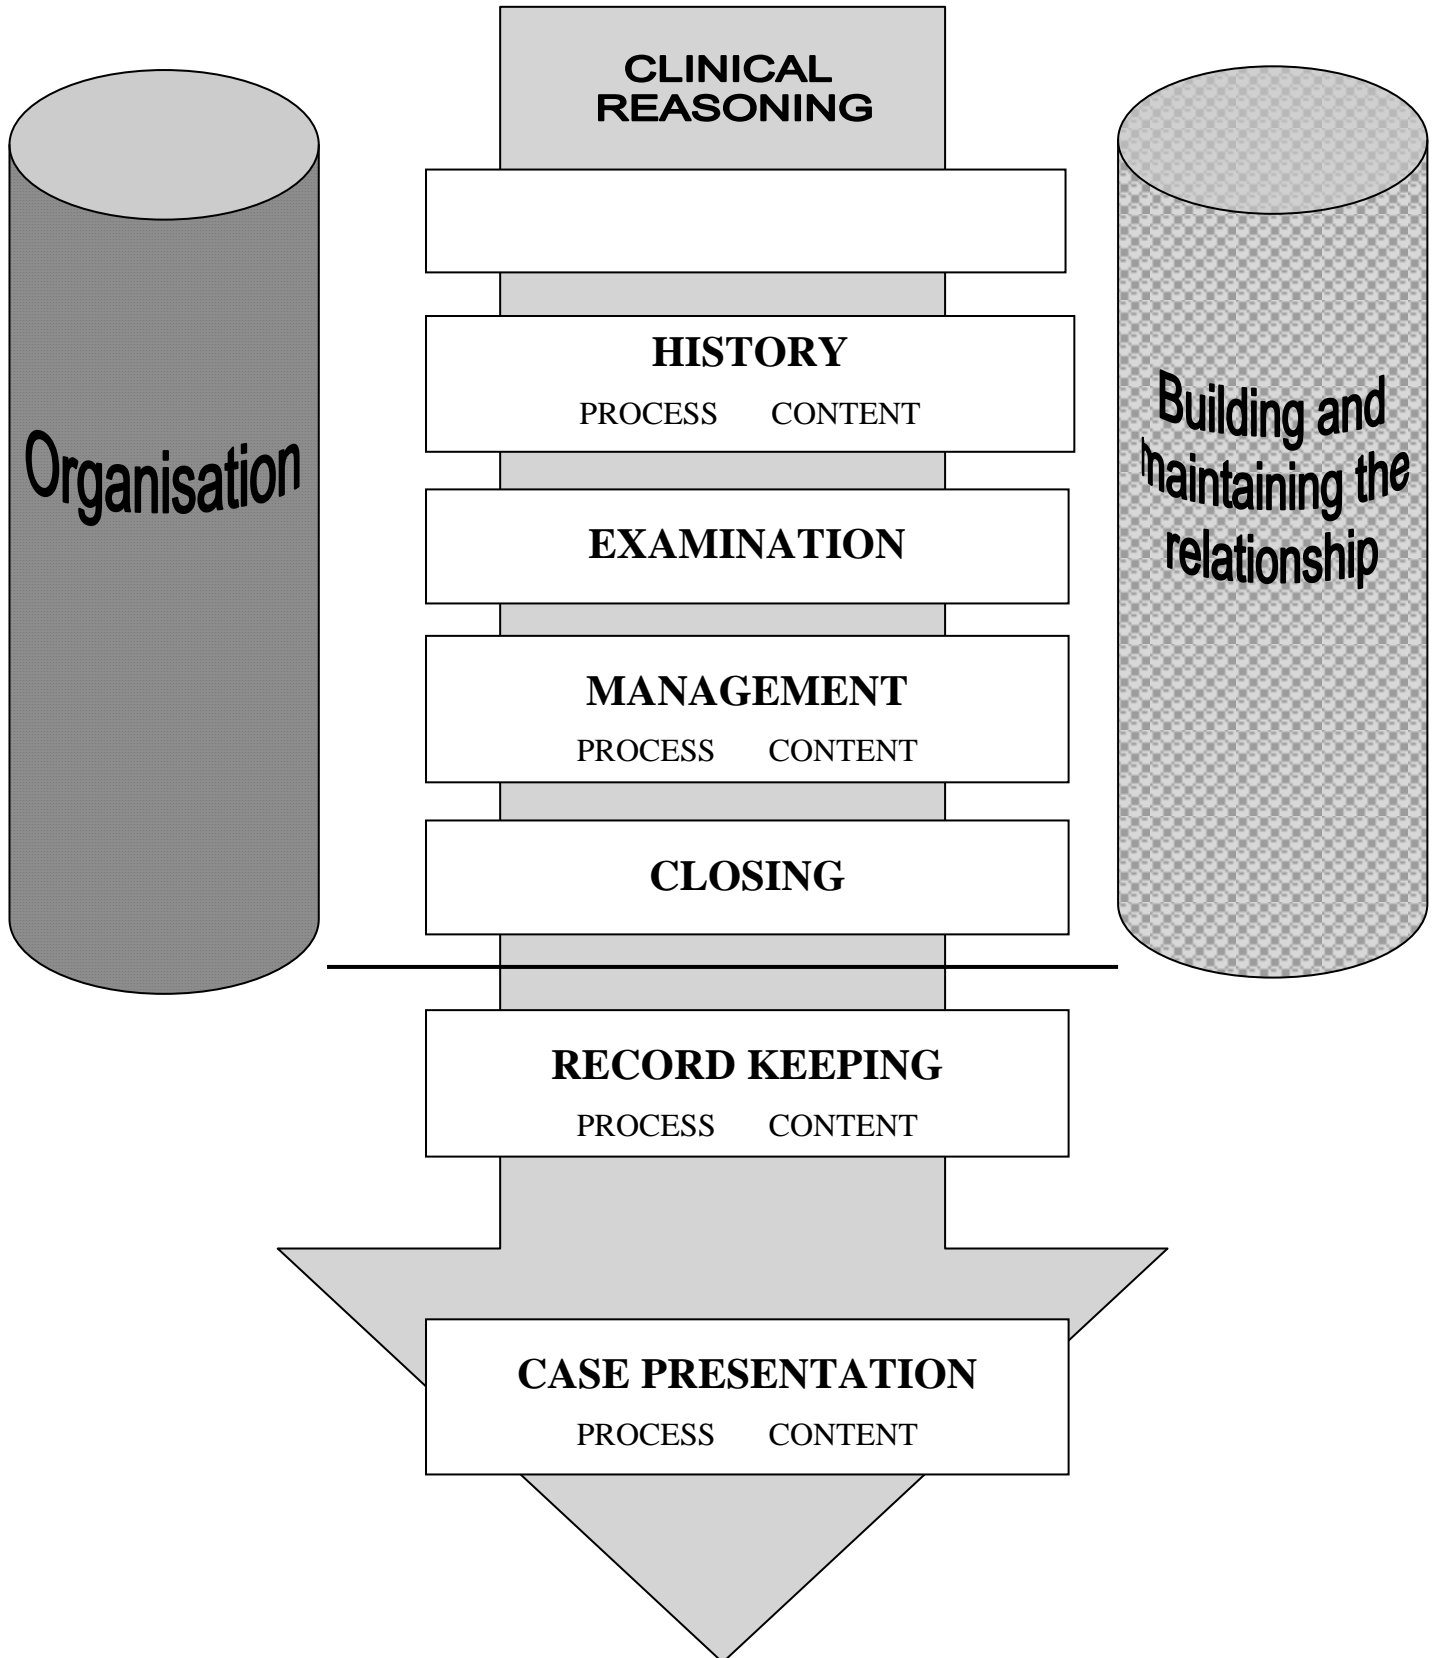 CLINICAL
REASONING
HISTORY
PROCESS CONTENT
EXAMINATION
MANAGEMENT
PROCESS CONTENT
CLOSING
RECORD KEEPING
PROCESS CONTENT
CASE PRESENTATION
PROCESS CONTENT
Organisation
Building and
maintaining the
relationship